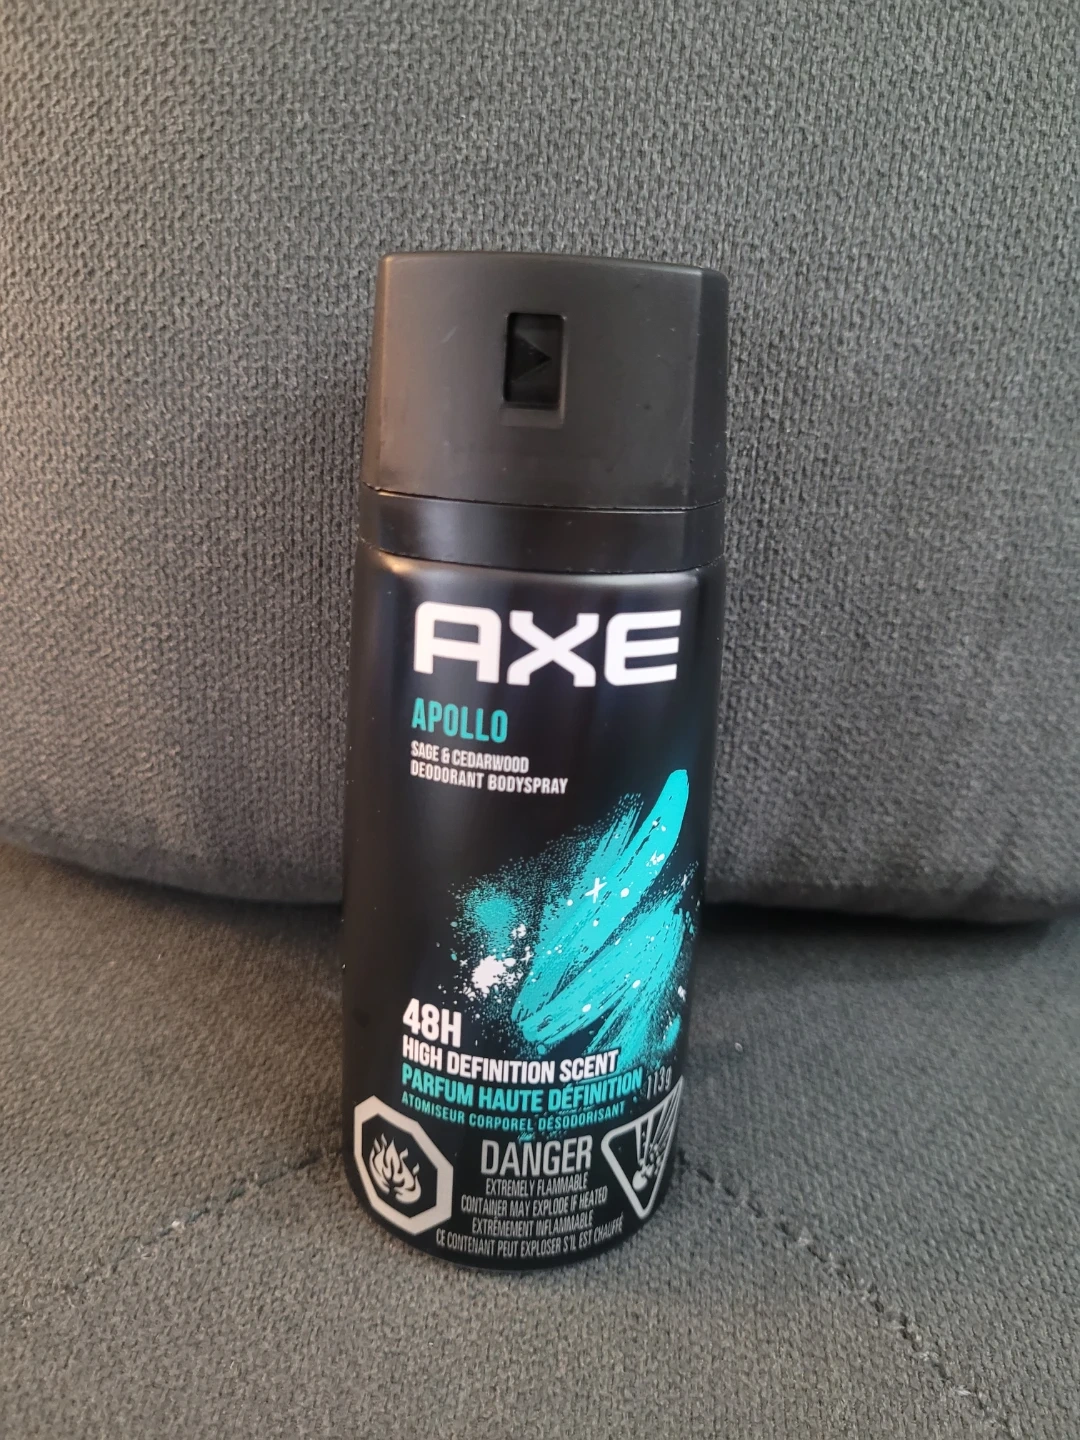 AXE
APOLLO
SAGE & CEDARWOOD
DEODORANT BODYSPRAY
48H
HIGH DEFINITION SCENT
PARFUM HAUTE DÉFINITION
113g
ATOMISEUR CORPOREL DÉSODORISANT
DANGER
EXTREMELY FLAMMABLE
CONTAINER MAY EXPLODE IF HEATED
EXTRÊMEMENT INFLAMMABLE
CE CONTENANT PEUT EXPLOSER S'IL EST CHAUFFÉ